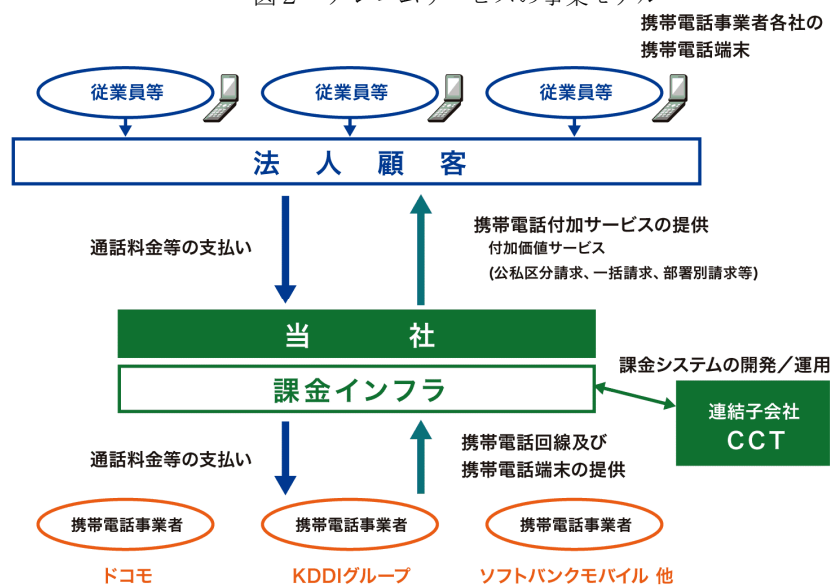 携帯電話事業者各社の
携帯電話端末
従業員等
従業員等
従業員等
法人顧客
通話料金等の支払い
携帯電話付加サービスの提供
付加価値サービス
(公私区分請求、一括請求、部署別請求等)
当社
課金インフラ
課金システムの開発／運用
連結子会社
CCT
通話料金等の支払い
携帯電話回線及び
携帯電話端末の提供
携帯電話事業者
携帯電話事業者
携帯電話事業者
ドコモ
KDDIグループ
ソフトバンクモバイル 他